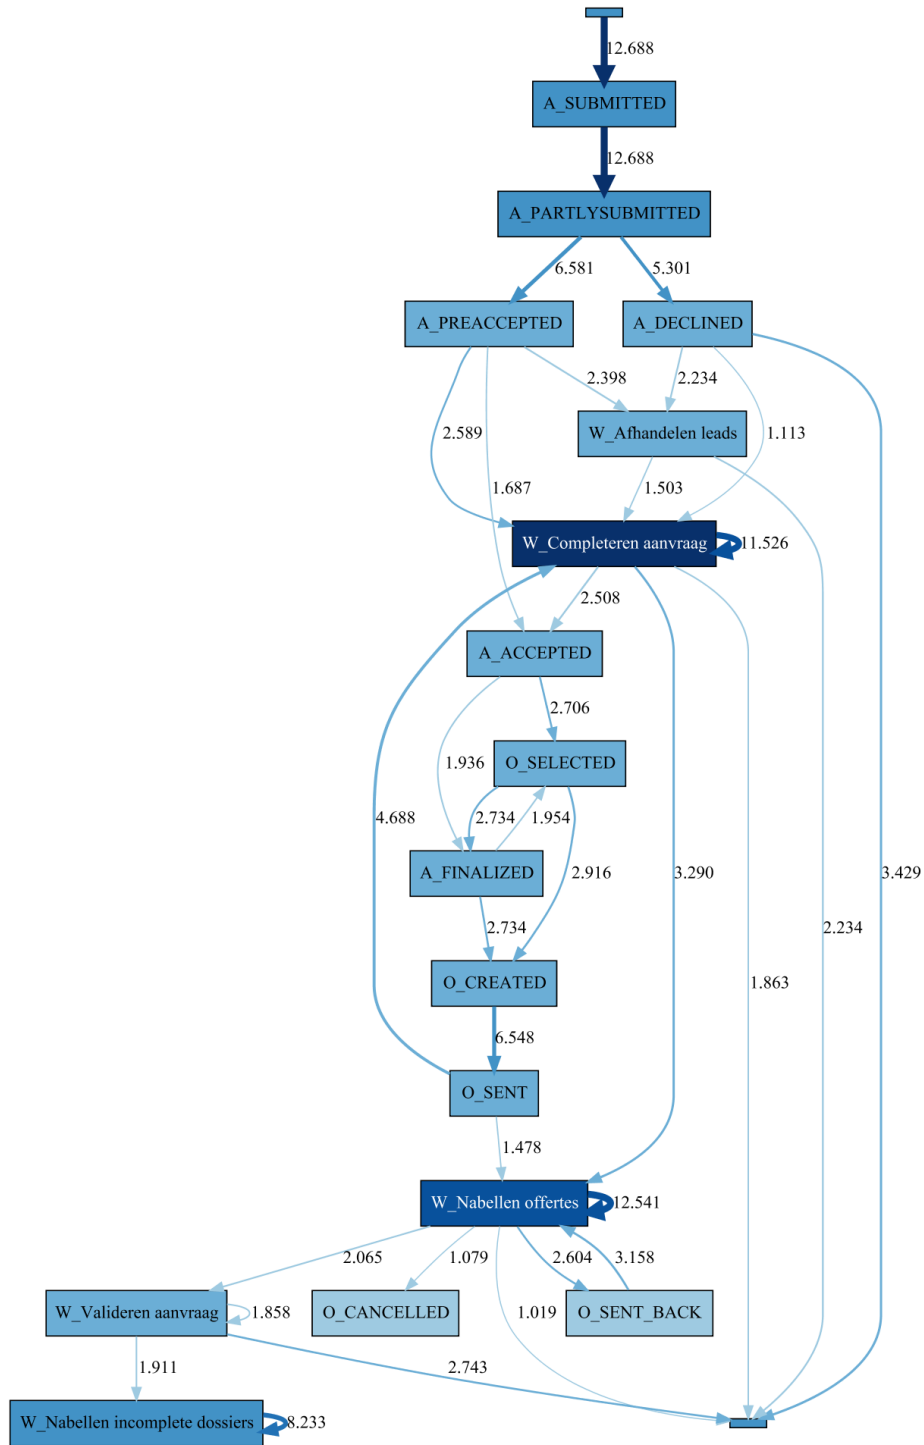 12.688
A_SUBMITTED
12.688
A_PARTLYSUBMITTED
6.581
5.301
A_PREACCEPTED
A_DECLINED
2.398
2.234
W_Afhandelen leads
2.589
1.113
1.687
1.503
W_Completeren aanvraag
11.526
2.508
A_ACCEPTED
2.706
O_SELECTED
1.936
4.688
2.734
1.954
A_FINALIZED
2.916
3.290
3.429
2.734
2.234
O_CREATED
1.863
6.548
O_SENT
1.478
W_Nabellen offertes
12.541
2.065
1.079
2.604
3.158
W_Valideren aanvraag
1.858
O_CANCELLED
1.019
O_SENT_BACK
1.911
2.743
W_Nabellen incomplete dossiers
8.233